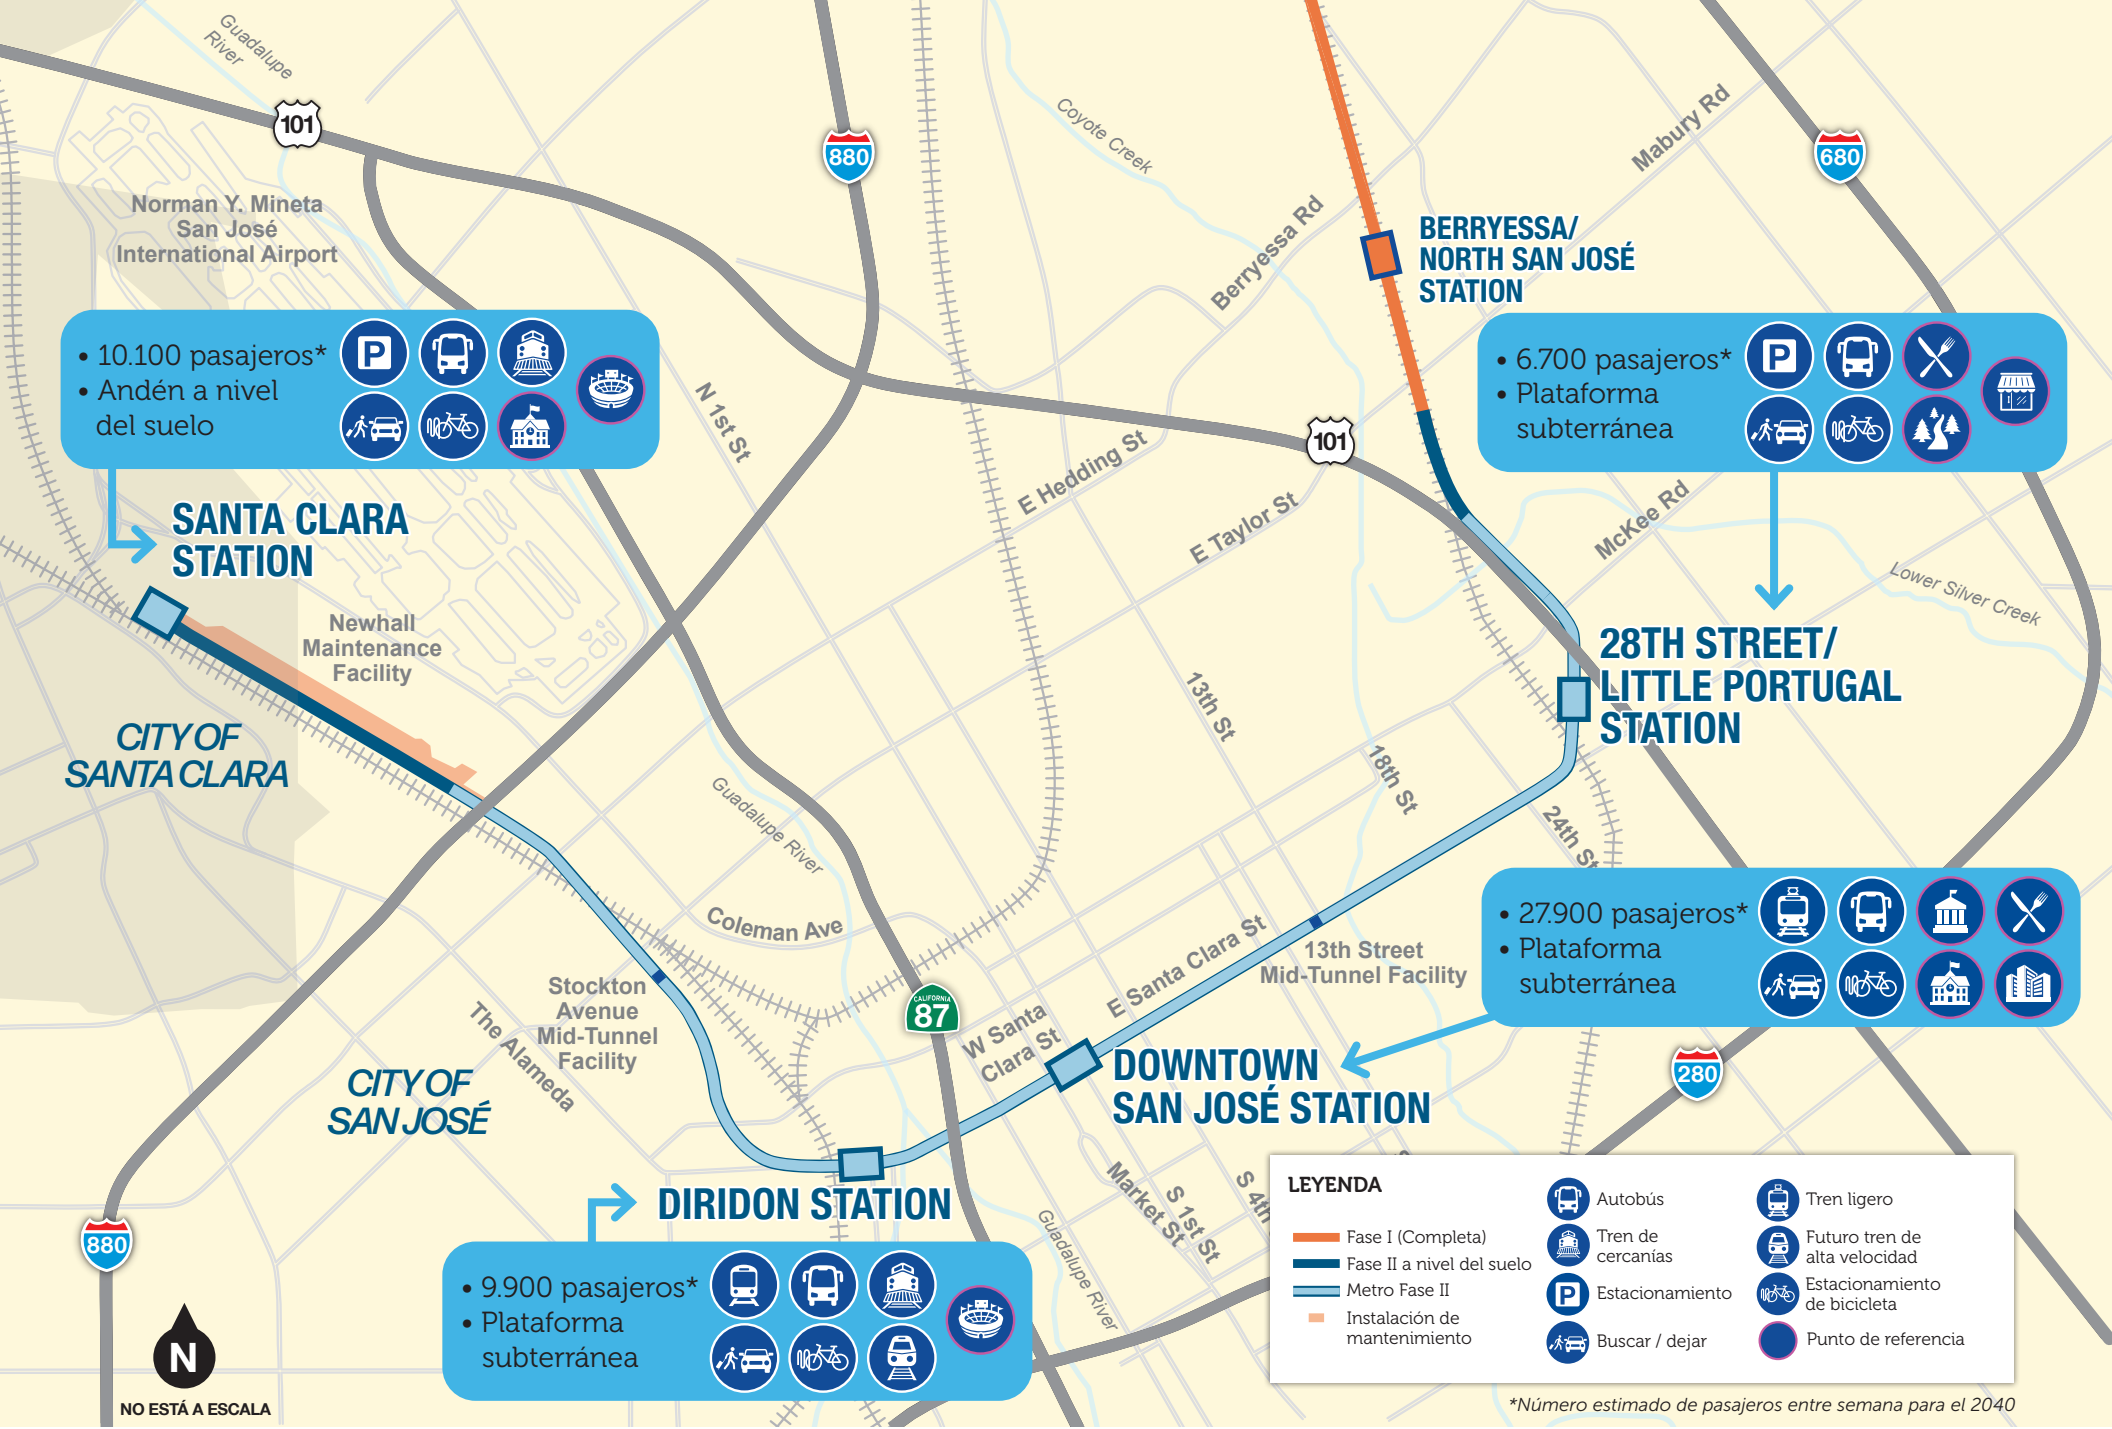 Guadalupe
River
101
880
Coyote Creek
Mabury Rd
680
Norman Y. Mineta
San José
International Airport
Berryessa Rd
BERRYESSA/
NORTH SAN JOSÉ
STATION
• 10.100 pasajeros*
• Andén a nivel
del suelo
P
• 6.700 pasajeros*
• Plataforma
subterránea
P
N 1st St
E Hedding St
101
E Taylor St
McKee Rd
SANTA CLARA
STATION
Lower Silver Creek
Newhall
Maintenance
Facility
28TH STREET/
LITTLE PORTUGAL
STATION
13th St
CITY OF
SANTA CLARA
18th St
Guadalupe River
24th St
Coleman Ave
E Santa Clara St
13th Street
Mid-Tunnel Facility
• 27.900 pasajeros*
• Plataforma
subterránea
Stockton
Avenue
Mid-Tunnel
Facility
The Alameda
CALIFORNIA
87
W Santa
Clara St
DOWNTOWN
SAN JOSÉ STATION
280
CITY OF
SAN JOSÉ
DIRIDON STATION
Market St
S 1st St
S 4th
Guadalupe River
880
• 9.900 pasajeros*
• Plataforma
subterránea
N
NO ESTÁ A ESCALA
LEYENDA
Fase I (Completa)
Fase II a nivel del suelo
Metro Fase II
Instalación de
mantenimiento
Autobús
Tren de
cercanías
P
Estacionamiento
Buscar / dejar
Tren ligero
Futuro tren de
alta velocidad
Estacionamiento
de bicicleta
Punto de referencia
*Número estimado de pasajeros entre semana para el 2040